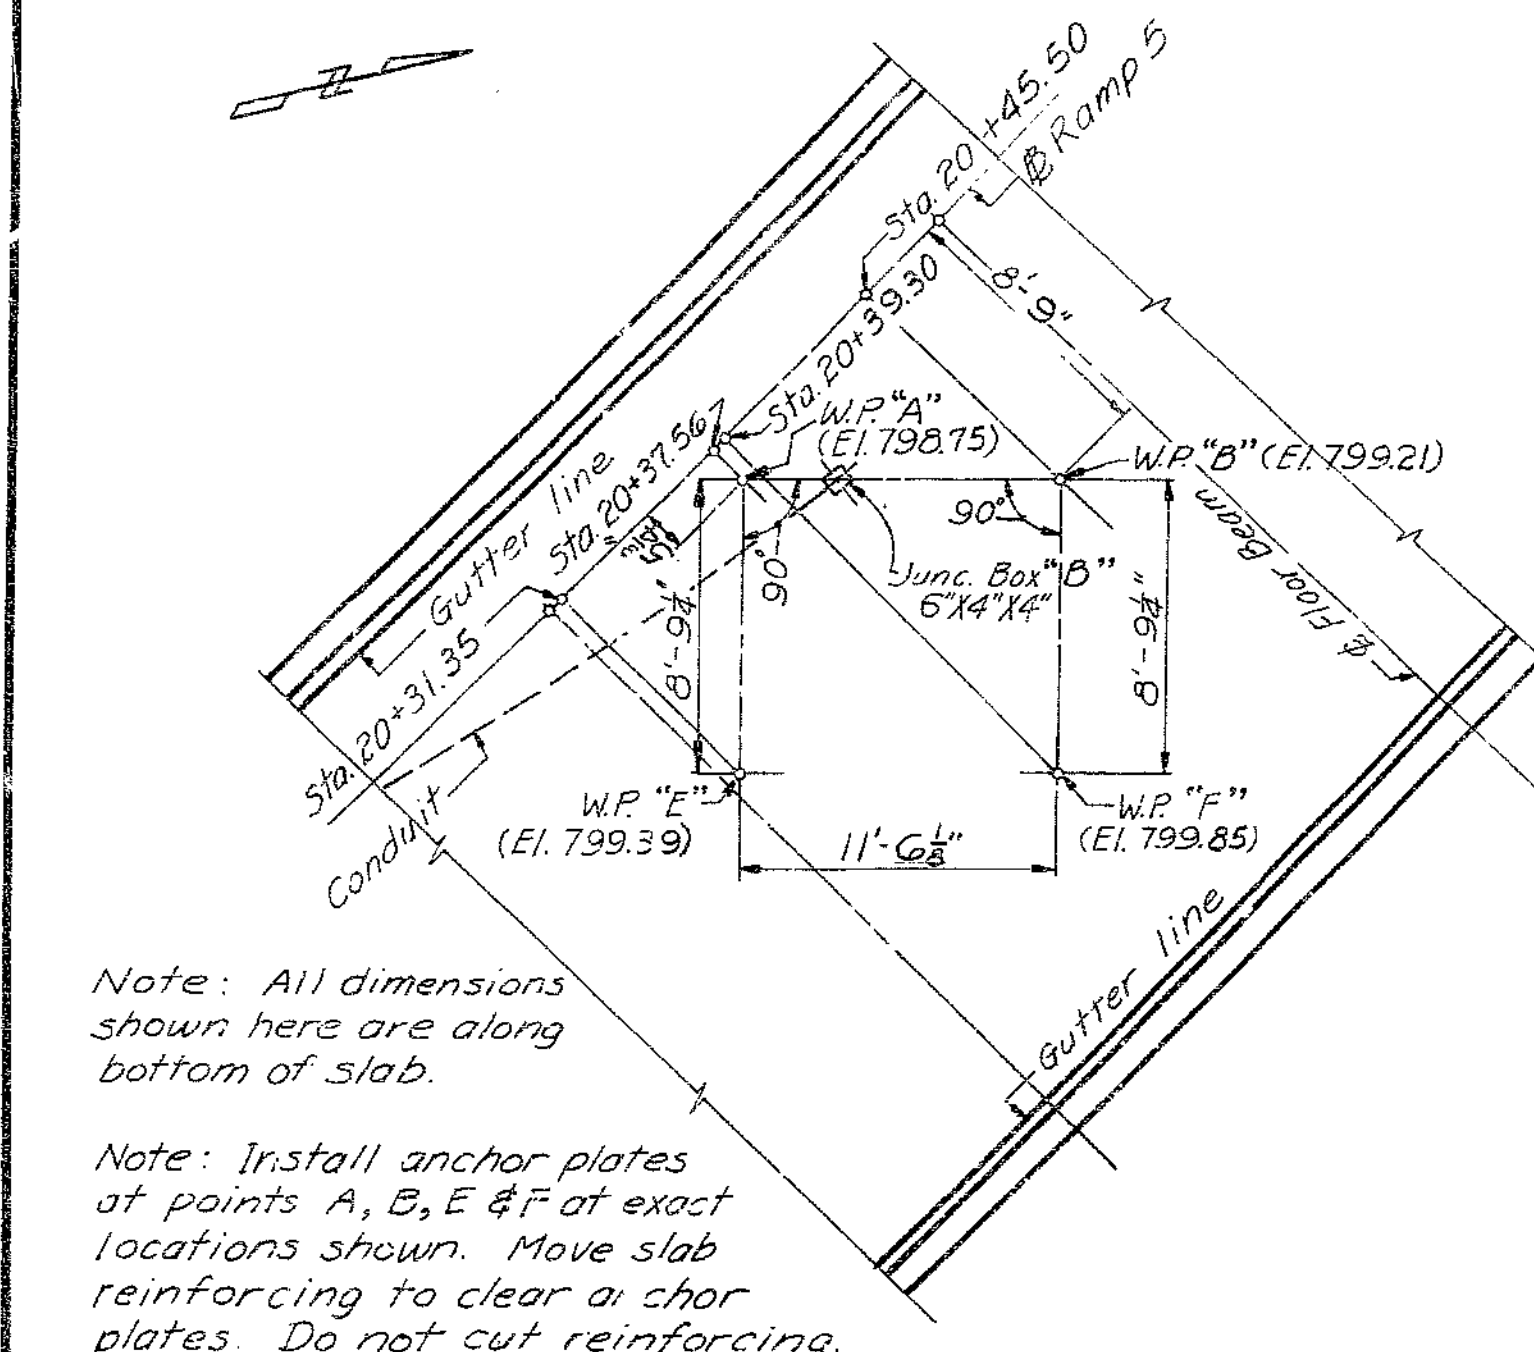 N
Sta. 20+45.50
℄ Ramp 5
8'-9"
Sta. 20+39.30
W.P. "A"
(El. 798.75)
W.P. "B" (El. 799.21)
Sta. 20+37.567
Gutter line
90°
90°
Junc. Box "B"
6"X4"X4"
℄ Floor Beam
8'-9¼"
8'-9¼"
Sta. 20+31.35
Conduit
W.P. "E"
(El. 799.39)
W.P. "F"
(El. 799.85)
11'-6⅛"
Gutter line
Note: All dimensions
shown here are along
bottom of slab.
Note: Install anchor plates
at points A, B, E & F at exact
locations shown. Move slab
reinforcing to clear anchor
plates. Do not cut reinforcing.